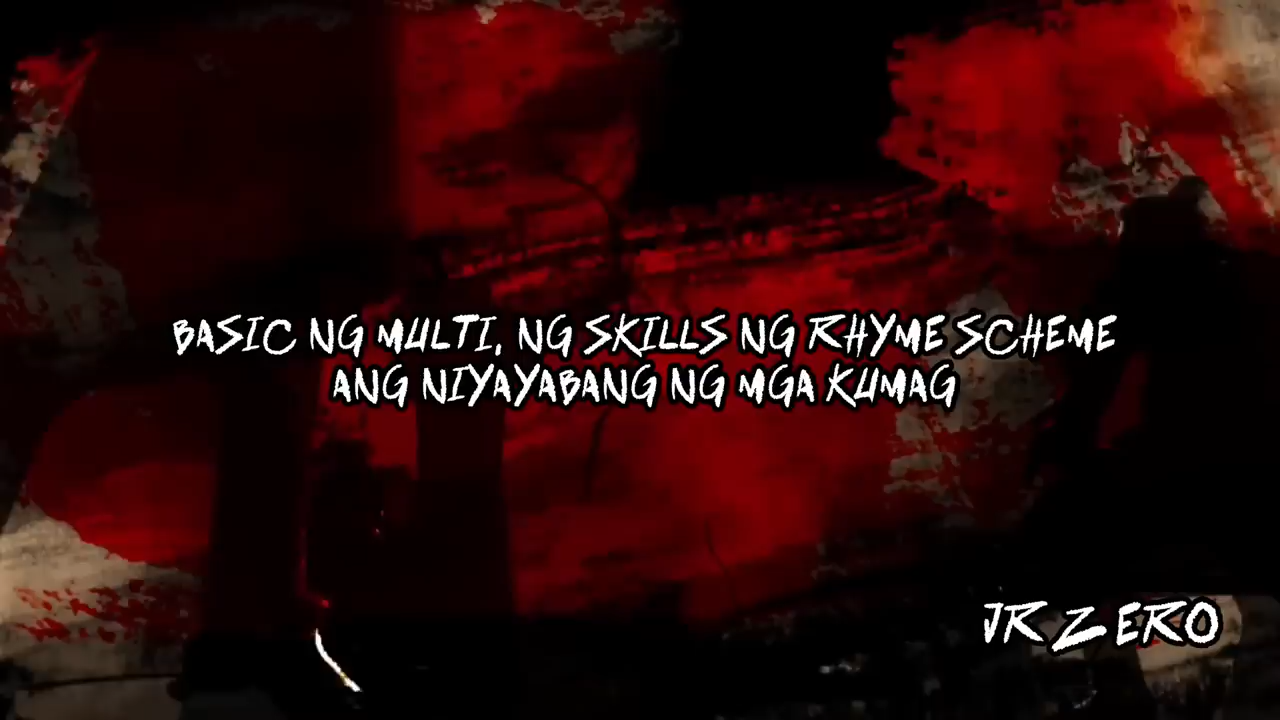 BASIC NG MULTI, NG SKILLS NG RHYME SCHEME
ANG NIYAYABANG NG MGA KUMAG
JR ZERO